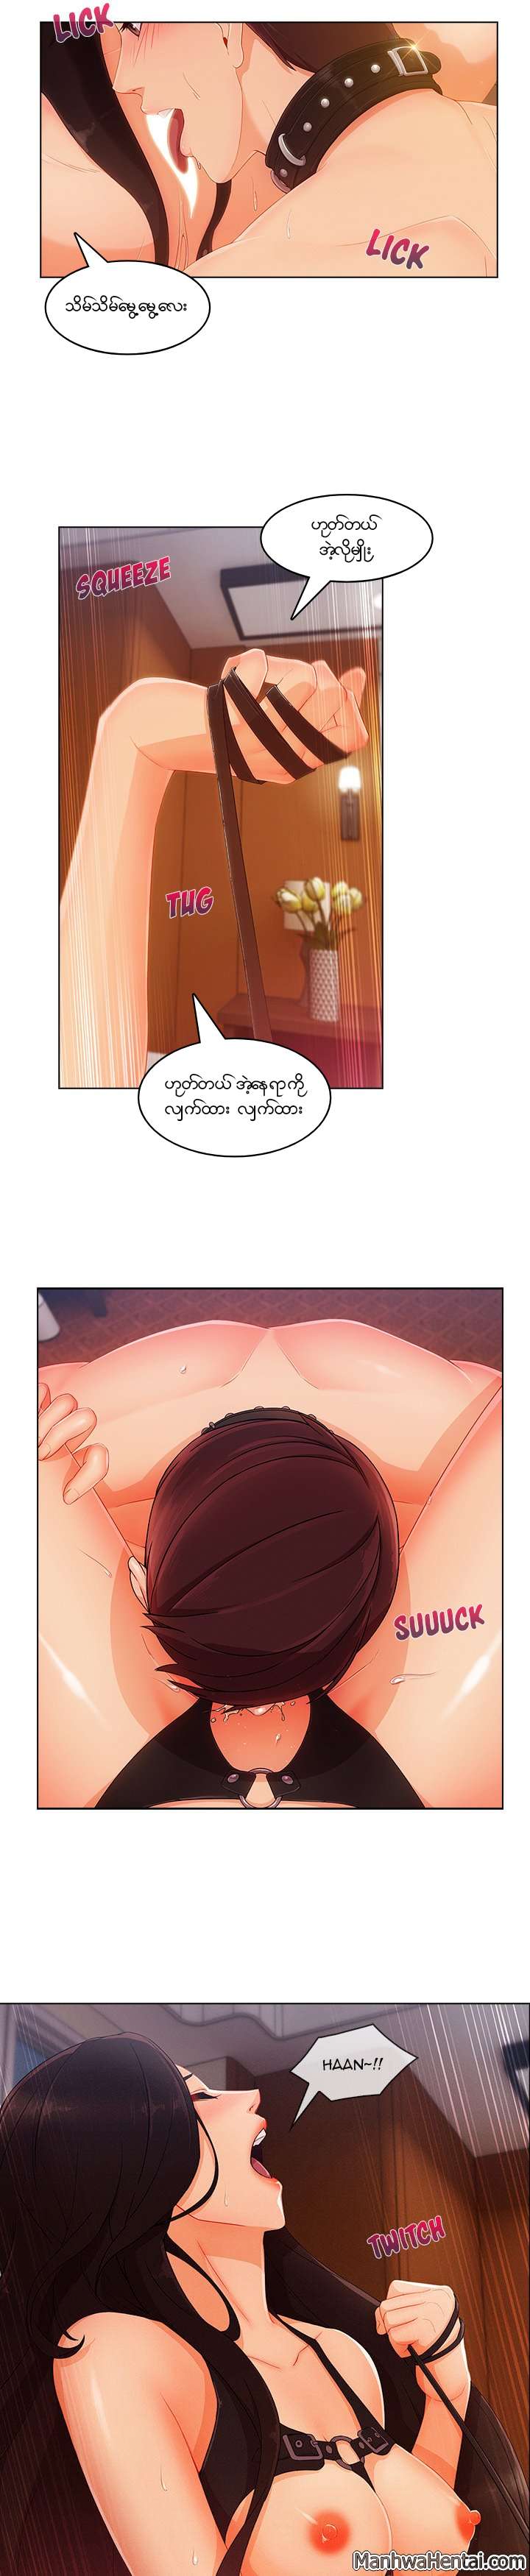 LICK
LICK
သိမ်သိမ်မွေ့မွေ့လေး
ဟုတ်တယ်
အဲ့လိုမျိုး
SQUEEZE
TUG
ဟုတ်တယ် အဲ့နေရာကို
လျှက်ထား လျှက်ထား
SUUUCK
HAAN~!!
TWITCH
ManhwaHentai.com